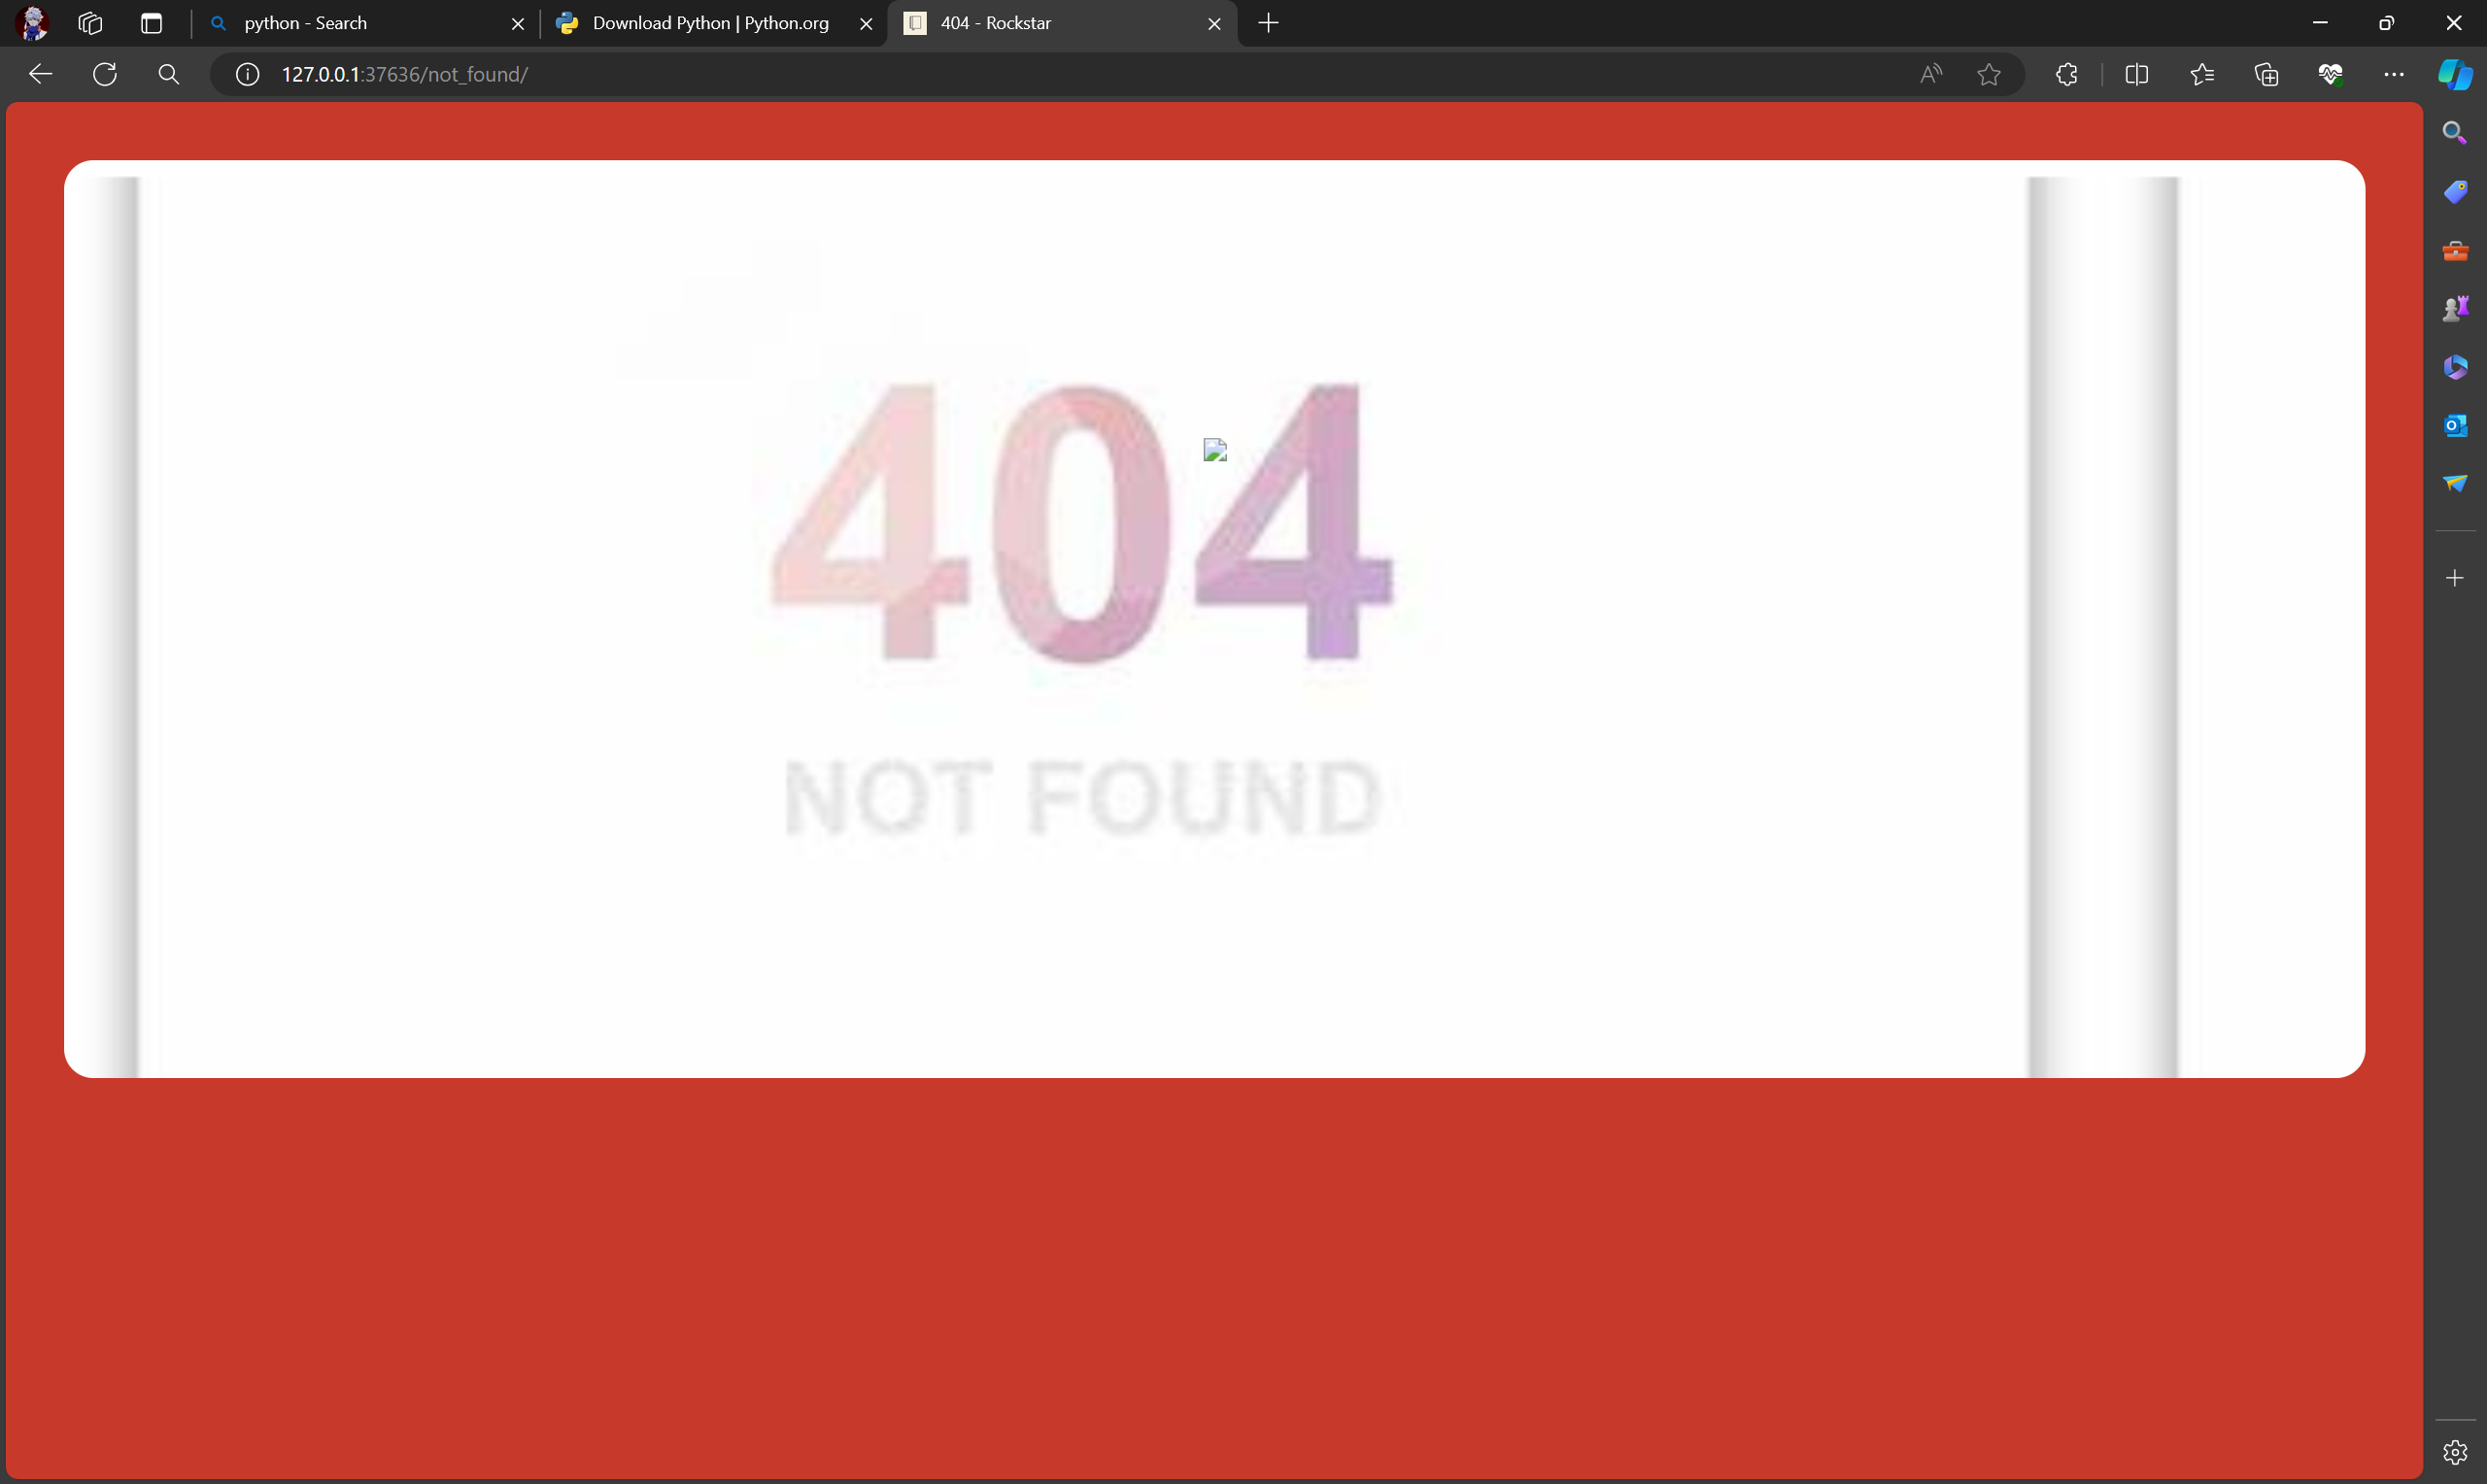 python - Search
Download Python | Python.org
404 - Rockstar
127.0.0.1:37636/not_found/
404
NOT FOUND